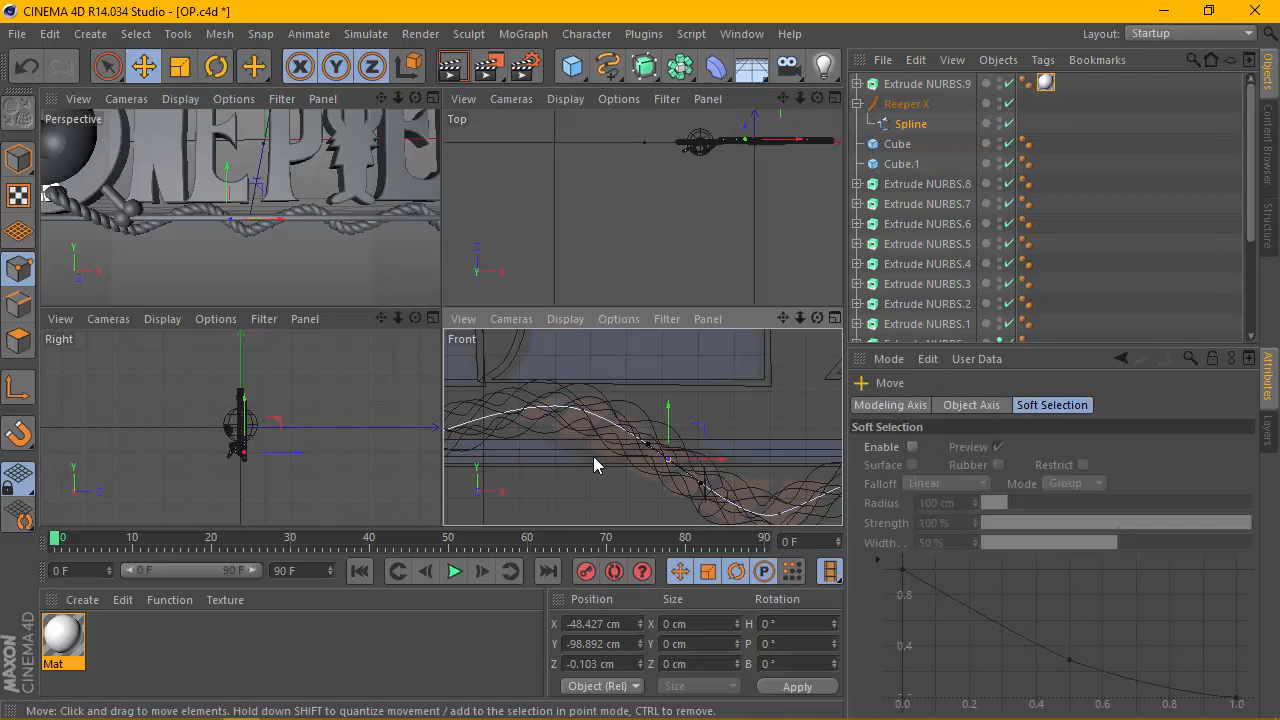 CINEMA 4D R14.034 Studio - [OP.c4d *]
File Edit Create Select Tools Mesh Snap Animate Simulate Render Sculpt MoGraph Character Plugins Script Window Help Layout: Startup
File Edit View Objects Tags Bookmarks
View Cameras Display Options Filter Panel
View Cameras Display Options Filter Panel
Perspective
Top
NEPIE
Y
X
Z
Z
Y X
Extrude NURBS.9
Reeper X
Spline
Cube
Cube.1
Extrude NURBS.8
Extrude NURBS.7
Extrude NURBS.6
Extrude NURBS.5
Extrude NURBS.4
Extrude NURBS.3
Extrude NURBS.2
Extrude NURBS.1
Objects
Content Browser
Structure
View Cameras Display Options Filter Panel
View Cameras Display Options Filter Panel
Right
Front
Y
X Z
Y
Z X
Mode Edit User Data
Move
Modeling Axis Object Axis Soft Selection
Soft Selection
Enable Preview
Surface Rubber Restrict
Falloff Linear Mode Group
Radius 100 cm
Strength 100 %
Width. . 50 %
0.8
0.4
0.0 0.2 0.4 0.6 0.8 1.0
Attributes
Layers
0 10 20 30 40 50 60 70 80 90 0 F
0 F 0 F 90 F 90 F
Create Edit Function Texture
Mat
Position Size Rotation
X -48.427 cm X 0 cm H 0 °
Y -98.892 cm Y 0 cm P 0 °
Z -0.103 cm Z 0 cm B 0 °
Object (Rel) Size Apply
MAXON
CINEMA 4D
Move: Click and drag to move elements. Hold down SHIFT to quantize movement / add to the selection in point mode, CTRL to remove.